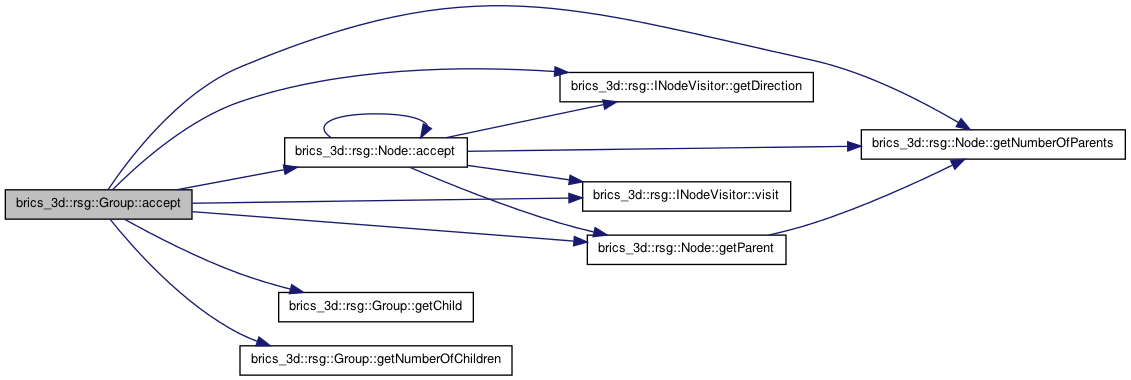 brics_3d::rsg::INodeVisitor::getDirection
brics_3d::rsg::Node::getNumberOfParents
brics_3d::rsg::Node::accept
brics_3d::rsg::INodeVisitor::visit
brics_3d::rsg::Group::accept
brics_3d::rsg::Node::getParent
brics_3d::rsg::Group::getChild
brics_3d::rsg::Group::getNumberOfChildren